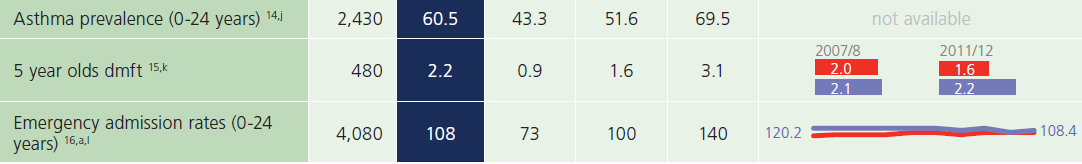 Asthma prevalence (0-24 years) 14,j 2,430 60.5 43.3 51.6 69.5 not available
2007/8 2011/12
5 year olds dmft 15,k 480 2.2 0.9 1.6 3.1 2.0 1.6
2.1 2.2
Emergency admission rates (0-24
years) 16,a,l 4,080 108 73 100 140 120.2 108.4